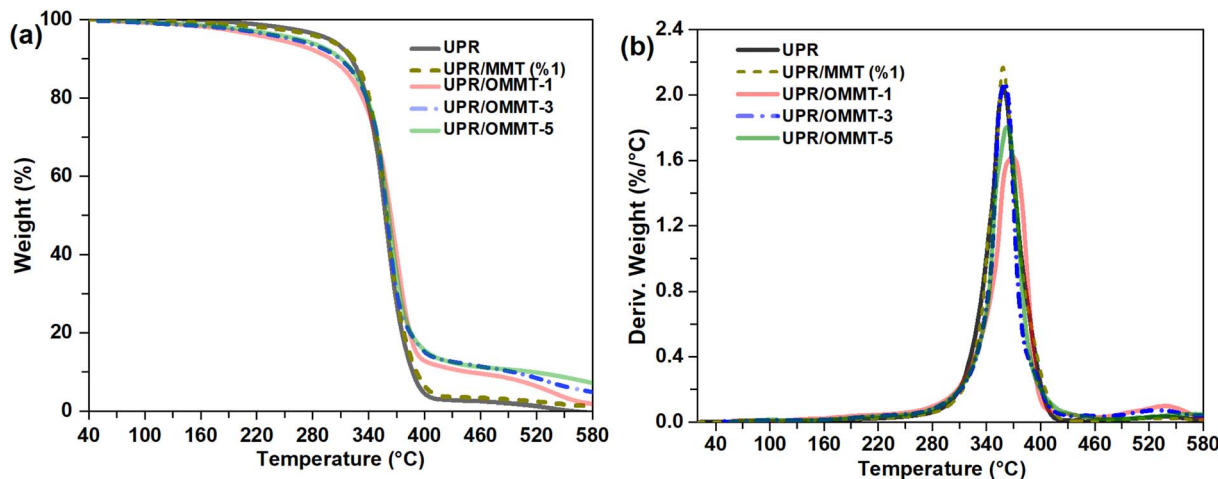 (a)
UPR
UPR/MMT (%1)
UPR/OMMT-1
UPR/OMMT-3
UPR/OMMT-5
100
80
60
40
20
0
Weight (%)
40 100 160 220 280 340 400 460 520 580
Temperature (°C)
(b)
UPR
UPR/MMT (%1)
UPR/OMMT-1
UPR/OMMT-3
UPR/OMMT-5
2.4
2.0
1.6
1.2
0.8
0.4
0.0
Deriv. Weight (%/°C)
40 100 160 220 280 340 400 460 520 580
Temperature (°C)